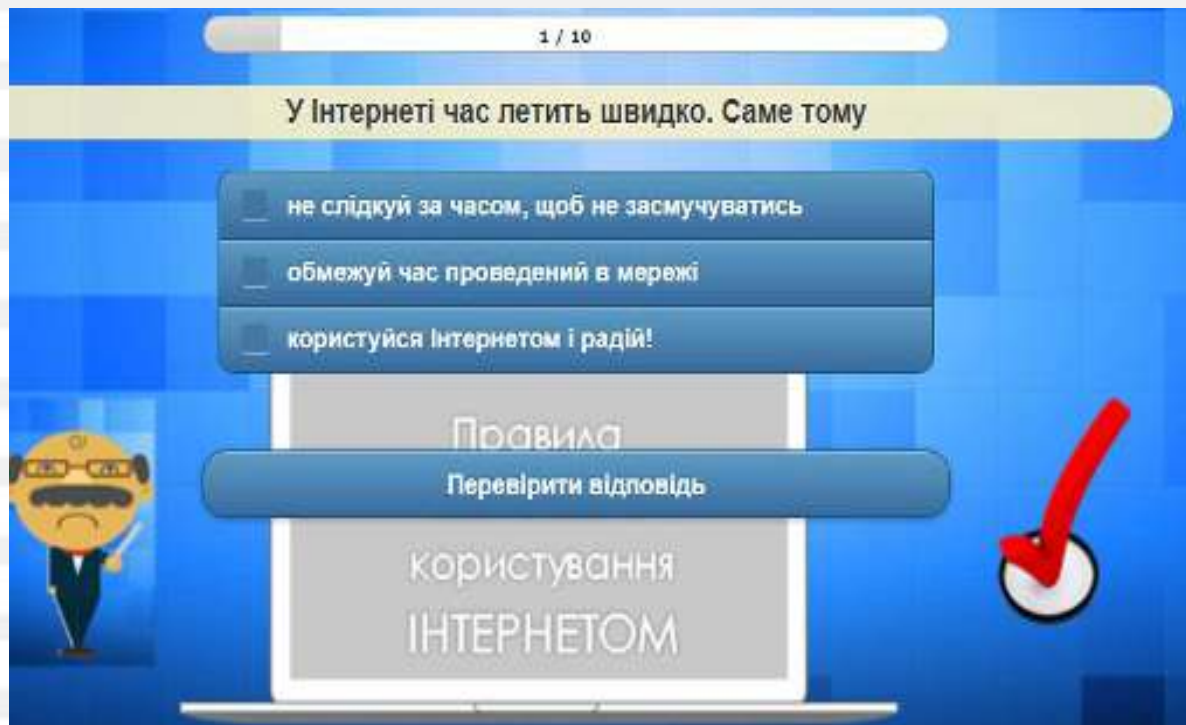 1 / 10
У Інтернеті час летить швидко. Саме тому
не слідкуй за часом, щоб не засмучуватись
обмежуй час проведений в мережі
користуйся Інтернетом і радій!
Правила
Перевірити відповідь
користування
ІНТЕРНЕТОМ